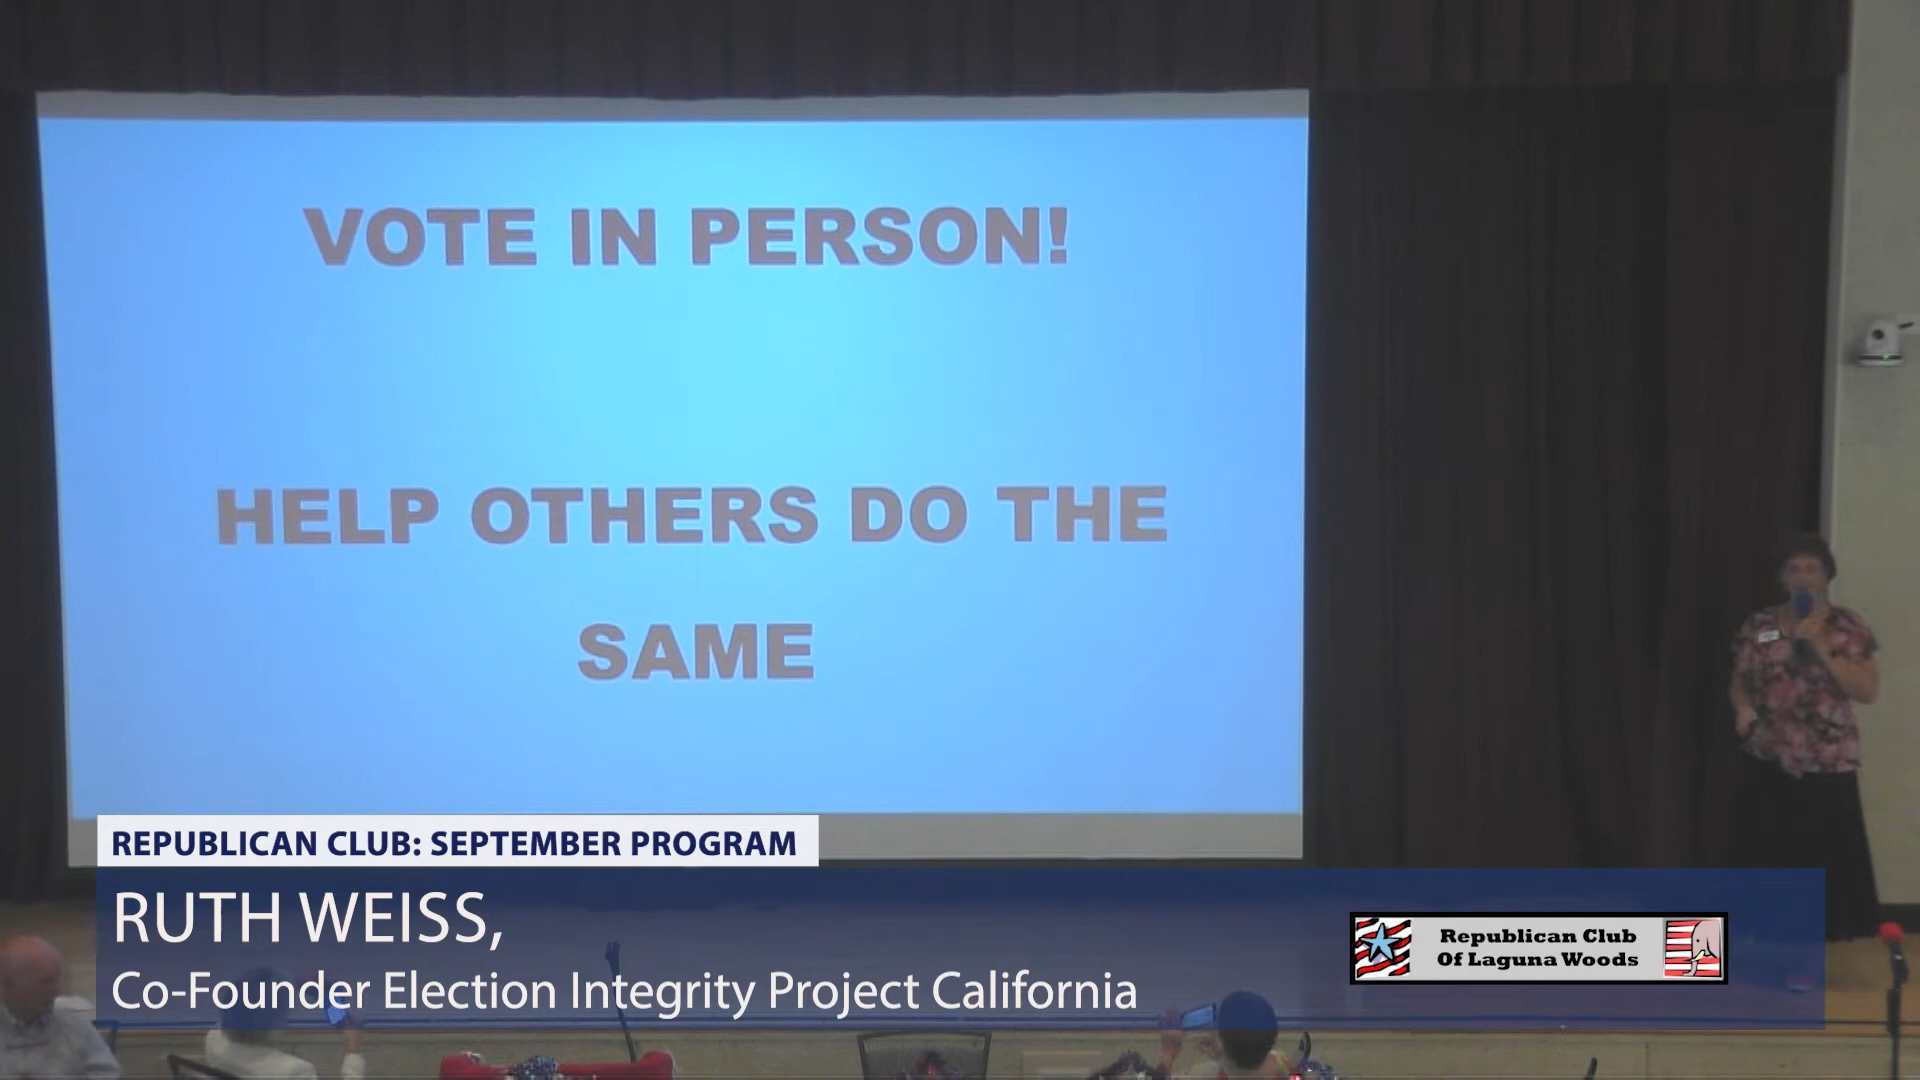 VOTE IN PERSON!
HELP OTHERS DO THE
SAME
REPUBLICAN CLUB: SEPTEMBER PROGRAM
RUTH WEISS,
Co-Founder Election Integrity Project California
Republican Club
Of Laguna Woods